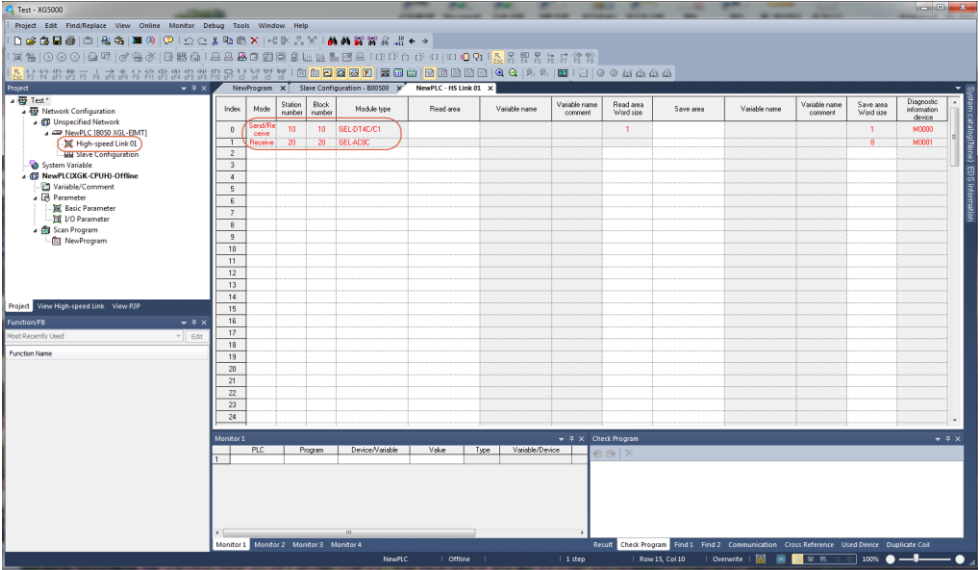 Test - XG5000
Project Edit Find/Replace View Online Monitor Debug Tools Window Help
Project
Test*
Network Configuration
Unspecified Network
NewPLC [B0S0 XGL-EIMT]
High-speed Link 01
Slave Configuration
System Variable
NewPLC(XGK-CPUH)-Offline
Variable/Comment
Parameter
Basic Parameter
I/O Parameter
Scan Program
NewProgram
Project View High-speed Link View P2P
Function/FB
Most Recently Used Edit
Function Name
NewProgram Slave Configuration - B00S00 NewPLC - HS Link 01
Index Mode Station number Block number Module type Read area Variable name Variable name comment Read area Word size Save area Variable name Variable name comment Save area Word size Diagnostic information device
0 Send/Receive 10 10 GEL-DT4C/C1 1 1 M0000
1 Receive 20 20 GEL-AC8C 8 M0001
2
3
4
5
6
7
8
9
10
11
12
13
14
15
16
17
18
19
20
21
22
23
24
System catalog(None) EDS information
Monitor 1
PLC Program Device/Variable Value Type Variable/Device
1
Monitor 1 Monitor 2 Monitor 3 Monitor 4
Check Program
Result Check Program Find 1 Find 2 Communication Cross Reference Used Device Duplicate Coil
NewPLC Offline 1 step Row 15, Col 10 Overwrite 100%